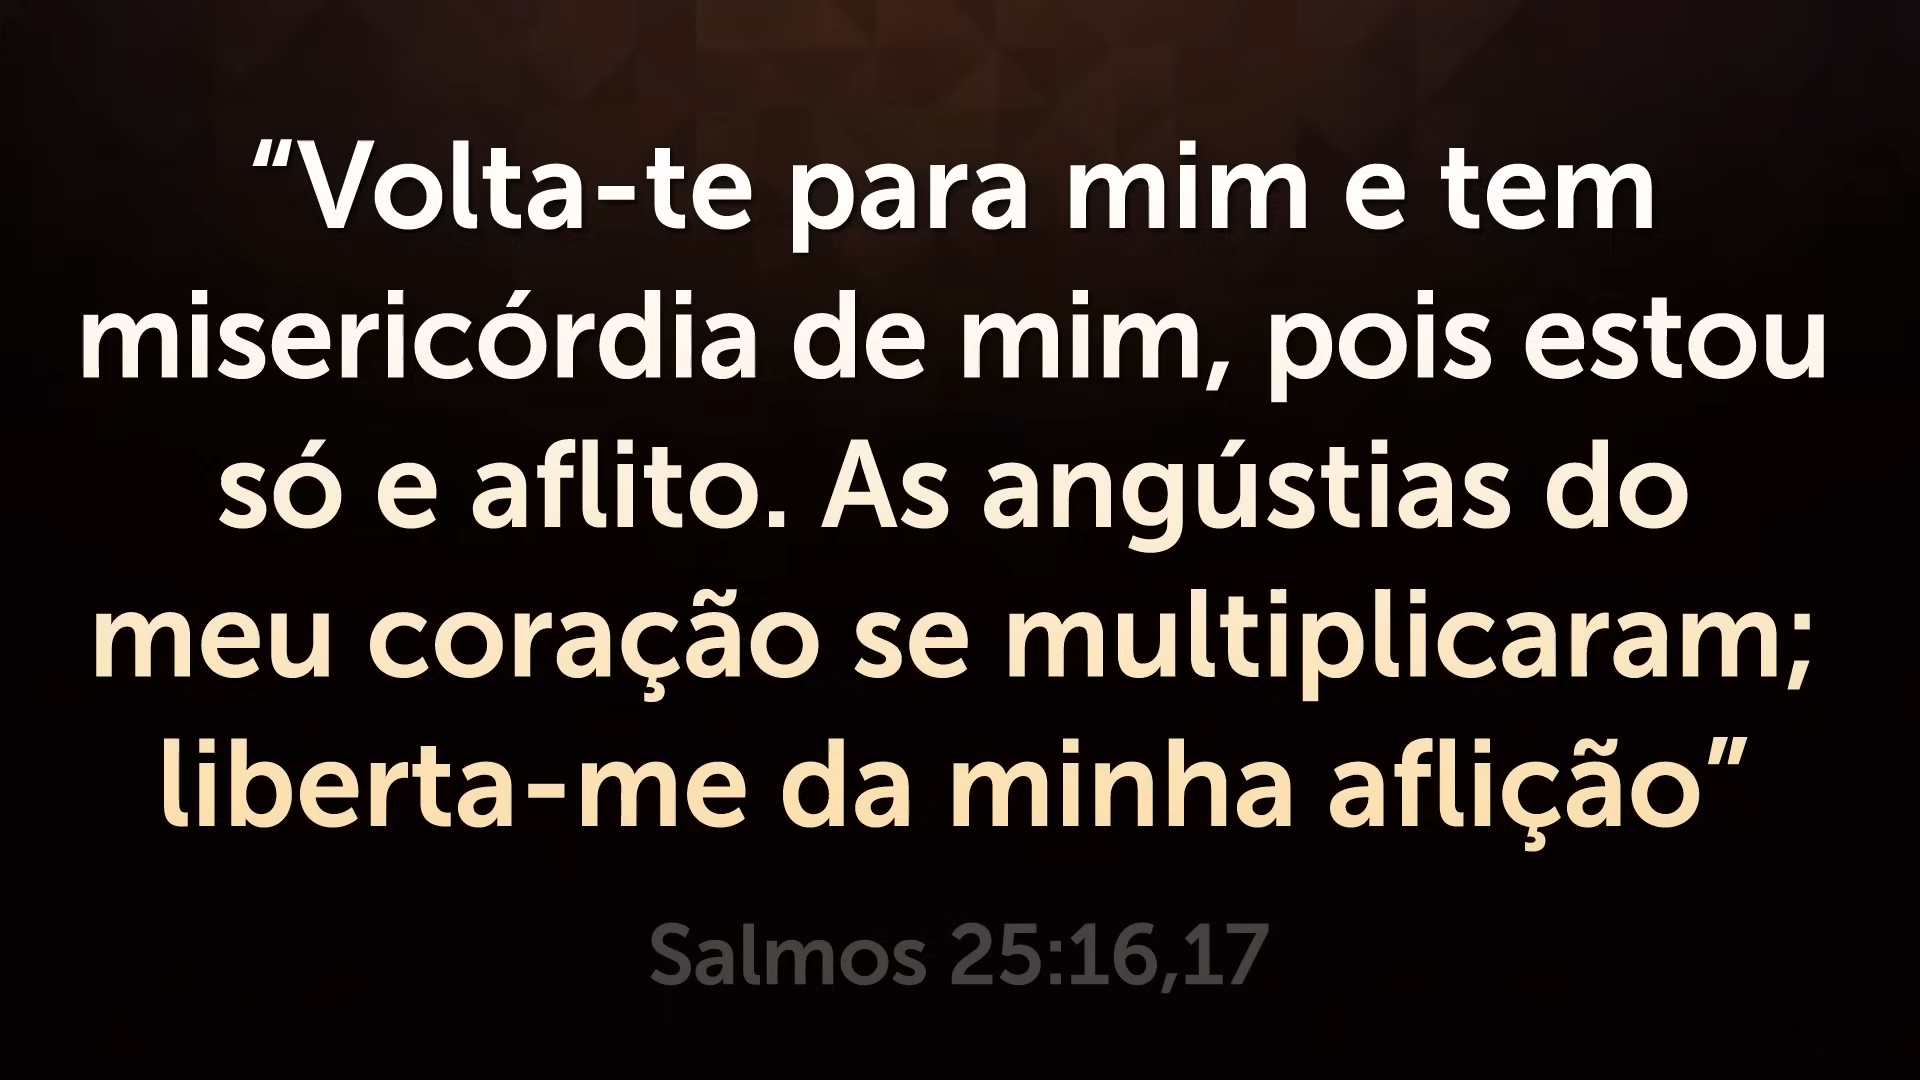 “Volta-te para mim e tem
misericórdia de mim, pois estou
só e aflito. As angústias do
meu coração se multiplicaram;
liberta-me da minha aflição”
Salmos 25:16,17